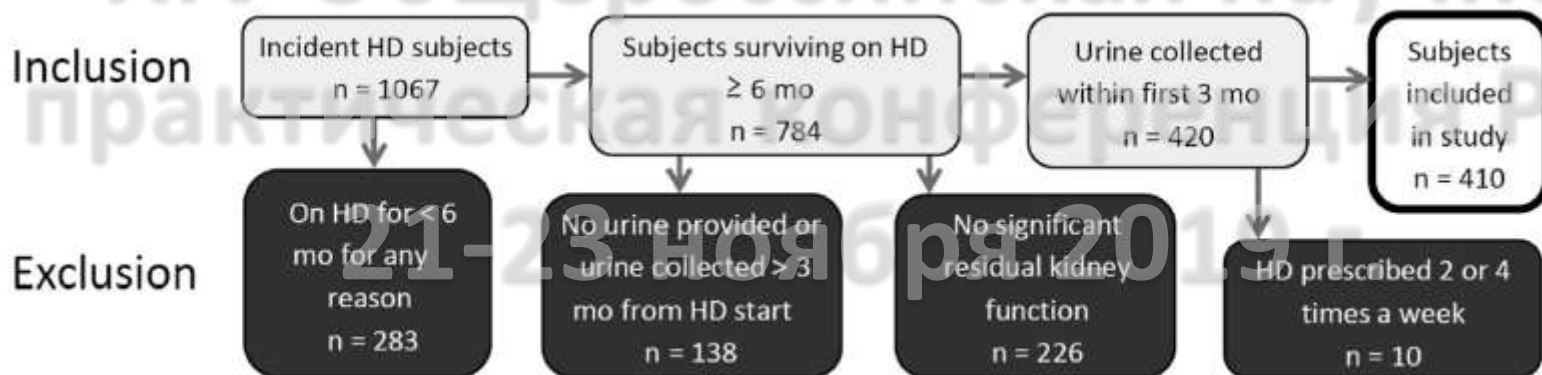 Inclusion
Incident HD subjects
n = 1067
Subjects surviving on HD
≥ 6 mo
n = 784
Urine collected
within first 3 mo
n = 420
Subjects
included
in study
n = 410
практическая конференция Р
21-23 ноября 2019 г
Exclusion
On HD for < 6
mo for any
reason
n = 283
No urine provided or
urine collected > 3
mo from HD start
n = 138
No significant
residual kidney
function
n = 226
HD prescribed 2 or 4
times a week
n = 10